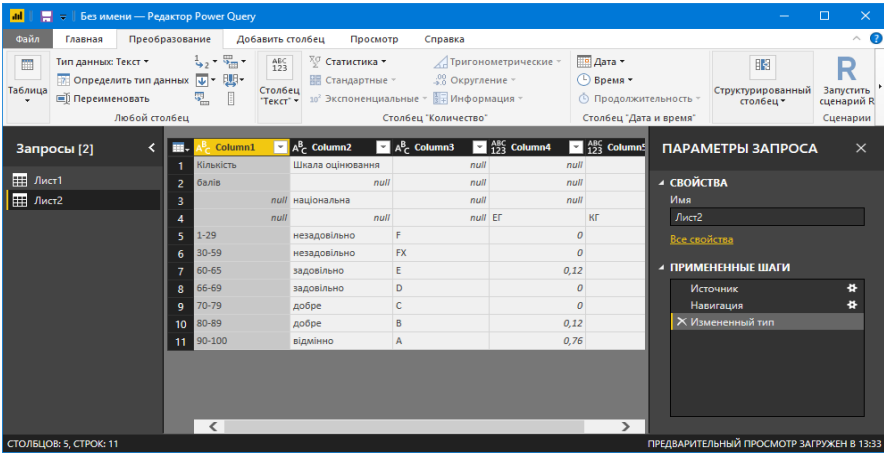 Без имени — Редактор Power Query
Файл Главная Преобразование Добавить столбец Просмотр Справка
Таблица
Тип данных: Текст
Определить тип данных
Переименовать
Любой столбец
Столбец "Текст"
Статистика
Стандартные
Экспоненциальные
Тригонометрические
Округление
Информация
Столбец "Количество"
Дата
Время
Продолжительность
Столбец "Дата и время"
Структурированный столбец
Запустить сценарий R
Сценарии
Запросы [2]
Лист1
Лист2
Column1 Column2 Column3 Column4 Column5
1 Кількість Шкала оцінювання null null
2 балів null null null
3 null національна null null
4 null null null ЕГ КГ
5 1-29 незадовільно F 0
6 30-59 незадовільно FX 0
7 60-65 задовільно E 0,12
8 66-69 задовільно D 0
9 70-79 добре C 0
10 80-89 добре B 0,12
11 90-100 відмінно A 0,76
ПАРАМЕТРЫ ЗАПРОСА
СВОЙСТВА
Имя
Лист2
Все свойства
ПРИМЕНЕННЫЕ ШАГИ
Источник
Навигация
Измененный тип
СТОЛБЦОВ: 5, СТРОК: 11
ПРЕДВАРИТЕЛЬНЫЙ ПРОСМОТР ЗАГРУЖЕН В 13:33